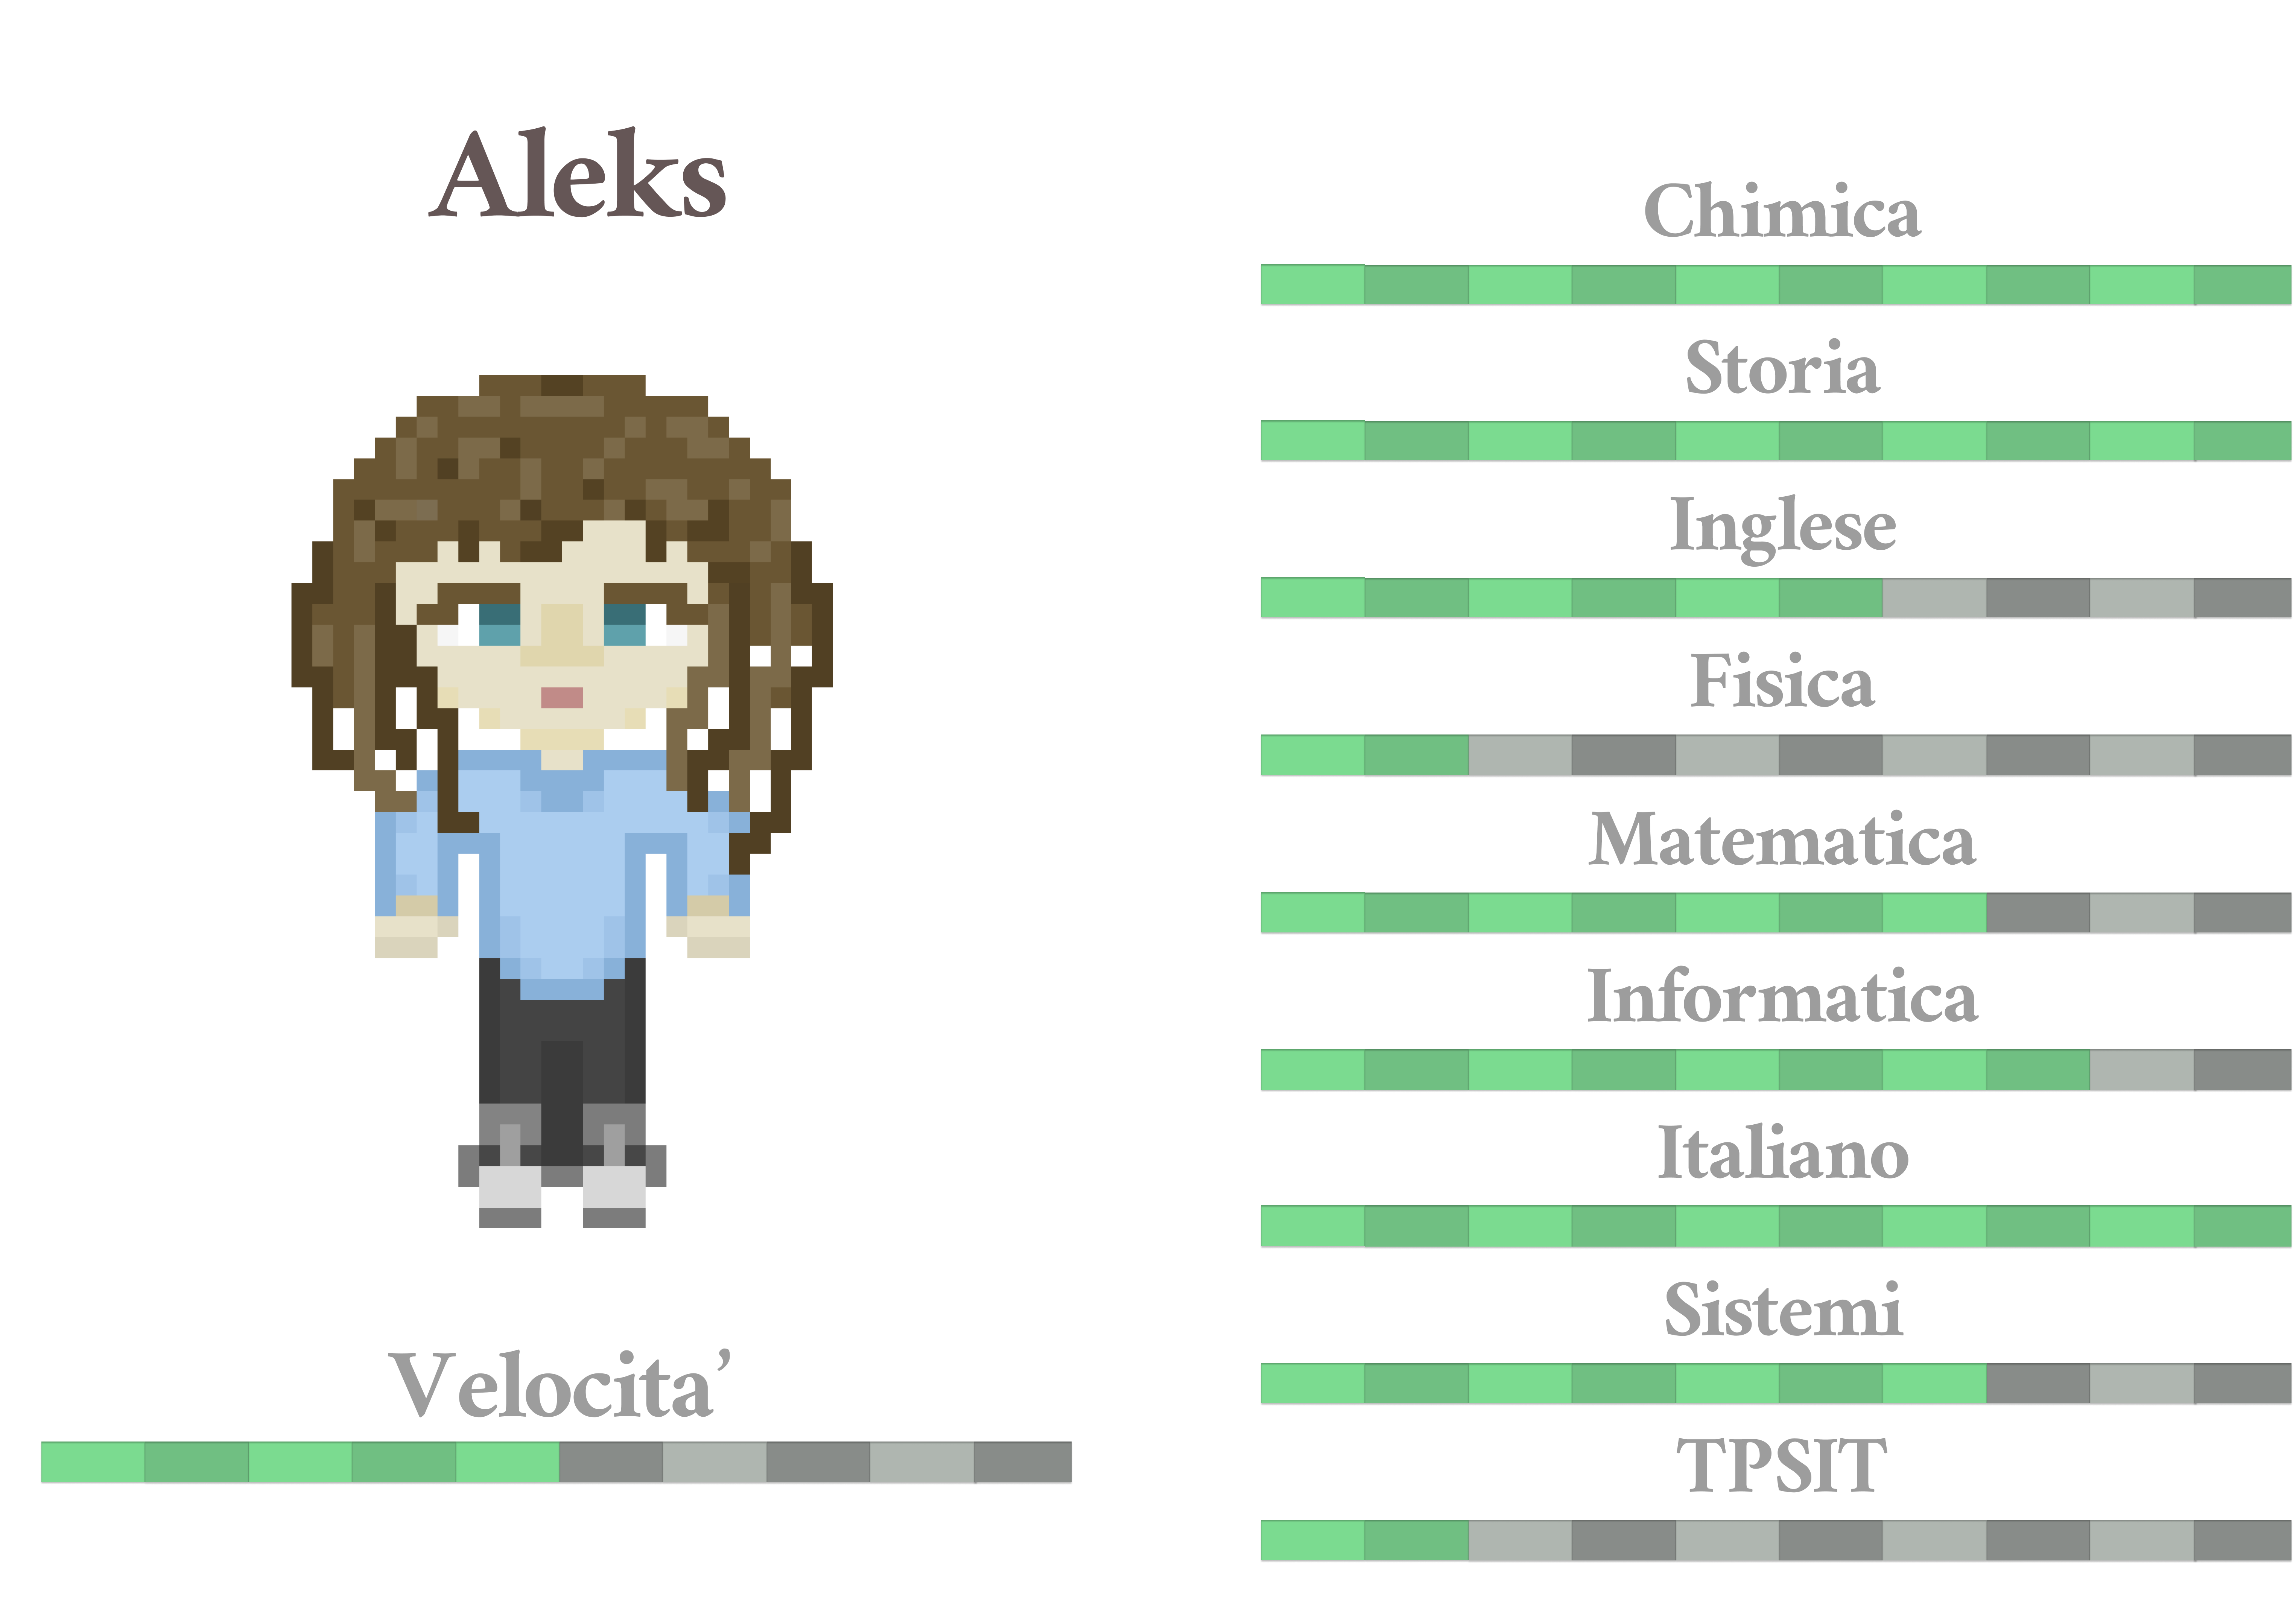 Aleks
Velocita’
Chimica
Storia
Inglese
Fisica
Matematica
Informatica
Italiano
Sistemi
TPSIT